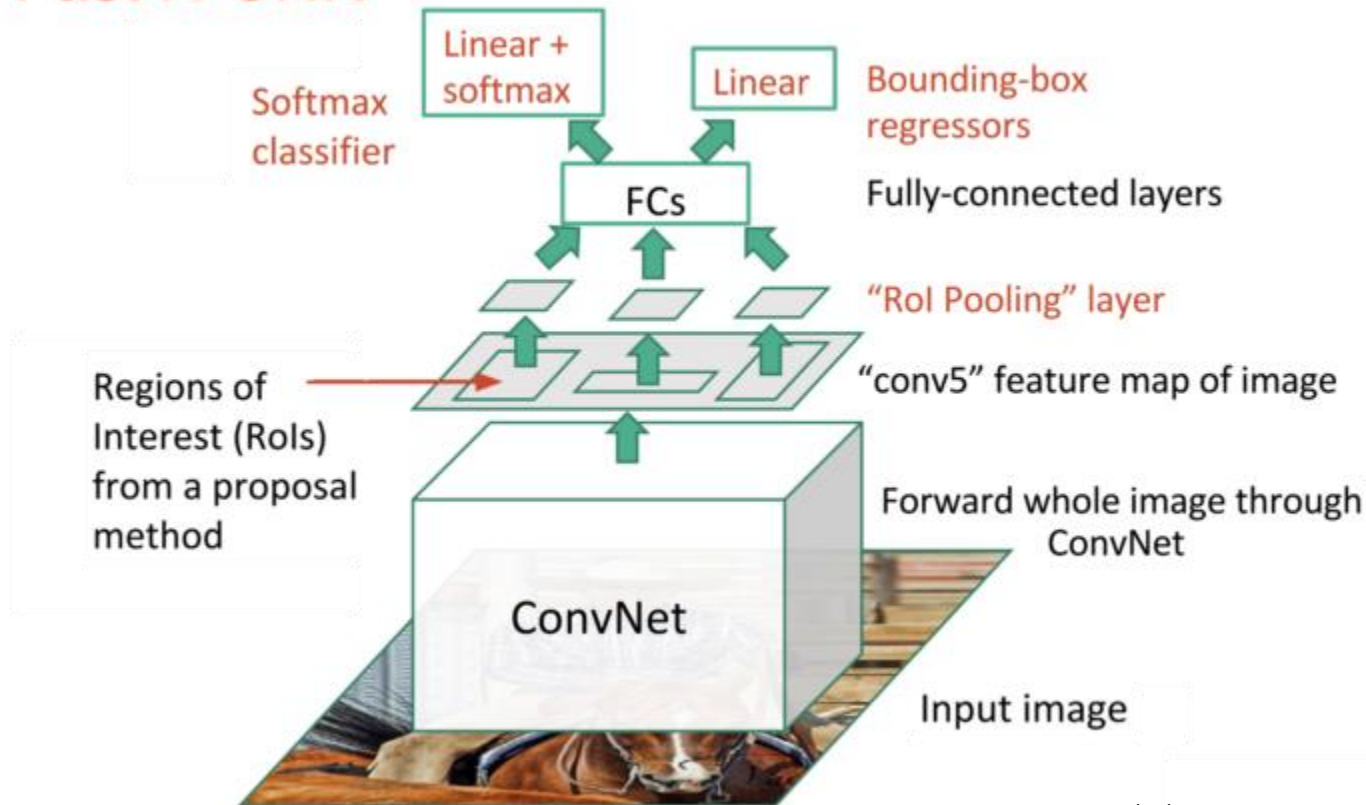 Linear +
softmax
Linear
Softmax
classifier
Bounding-box
regressors
FCs
Fully-connected layers
“RoI Pooling” layer
Regions of
Interest (RoIs)
from a proposal
method
“conv5” feature map of image
Forward whole image through
ConvNet
ConvNet
Input image